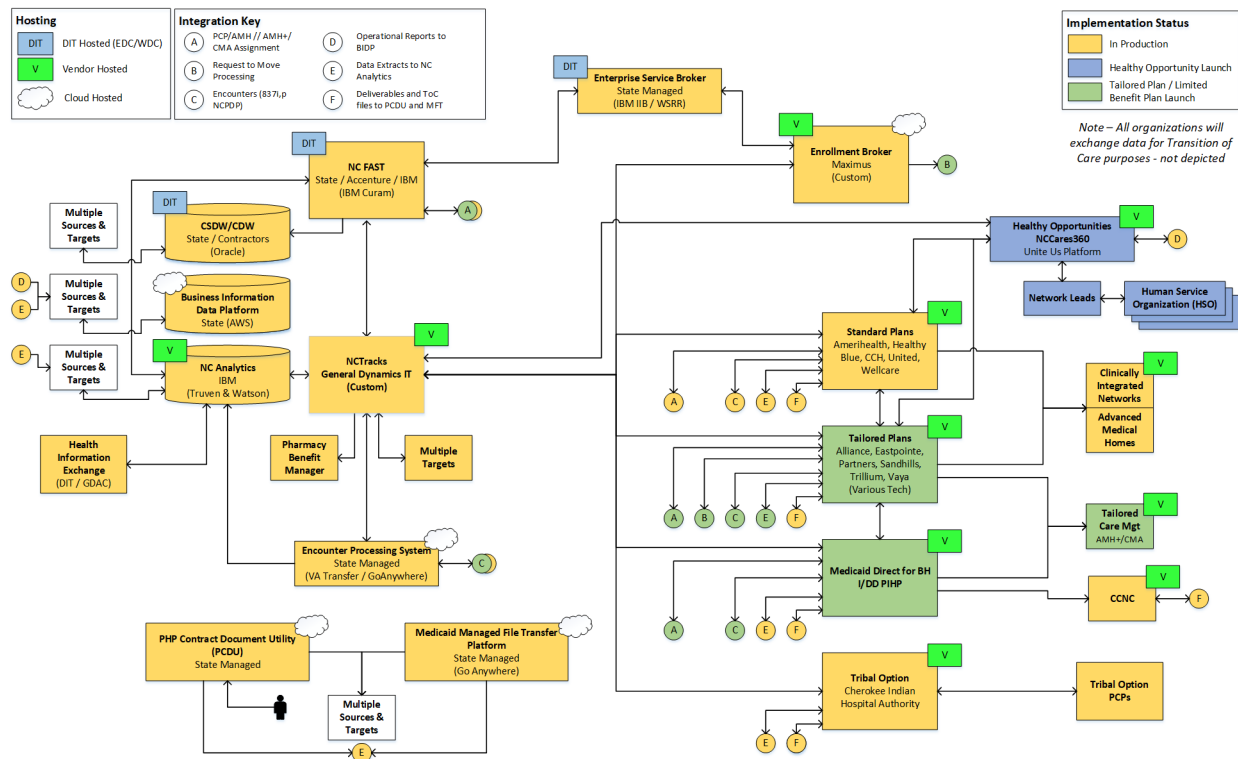 Hosting
DIT
DIT Hosted (EDC/WDC)
V
Vendor Hosted
Cloud Hosted
Integration Key
A
PCP/AMH // AMH+/
CMA Assignment
B
Request to Move
Processing
C
Encounters (837i,p
NCPDP)
D
Operational Reports to
BIDP
E
Data Extracts to NC
Analytics
F
Deliverables and ToC
files to PCDU and MFT
Implementation Status
In Production
Healthy Opportunity Launch
Tailored Plan / Limited
Benefit Plan Launch
Note – All organizations will
exchange data for Transition of
Care purposes - not depicted
DIT
Enterprise Service Broker
State Managed
(IBM IIB / WSRR)
V
Enrollment Broker
Maximus
(Custom)
B
DIT
NC FAST
State / Accenture / IBM
(IBM Curam)
A
DIT
CSDW/CDW
State / Contractors
(Oracle)
Multiple
Sources &
Targets
D
E
Multiple
Sources &
Targets
Business Information
Data Platform
State (AWS)
E
Multiple
Sources &
Targets
V
NC Analytics
IBM
(Truven & Watson)
V
NCTracks
General Dynamics IT
(Custom)
Health
Information
Exchange
(DIT / GDAC)
Pharmacy
Benefit
Manager
Multiple
Targets
Encounter Processing System
State Managed
(VA Transfer / GoAnywhere)
C
PHP Contract Document Utility
(PCDU)
State Managed
Medicaid Managed File Transfer
Platform
State Managed
(Go Anywhere)
Multiple
Sources &
Targets
E
V
Healthy Opportunities
NCCares360
Unite Us Platform
D
Network Leads
Human Service
Organization (HSO)
V
Standard Plans
Amerihealth, Healthy
Blue, CCH, United,
Wellcare
A
C
E
F
V
Clinically
Integrated
Networks
Advanced
Medical
Homes
V
Tailored Plans
Alliance, Eastpointe,
Partners, Sandhills,
Trillium, Vaya
(Various Tech)
A
B
C
E
F
V
Tailored
Care Mgt
AMH+/CMA
V
Medicaid Direct for BH
I/DD PIHP
A
C
E
F
V
CCNC
F
V
Tribal Option
Cherokee Indian
Hospital Authority
E
F
Tribal Option
PCPs